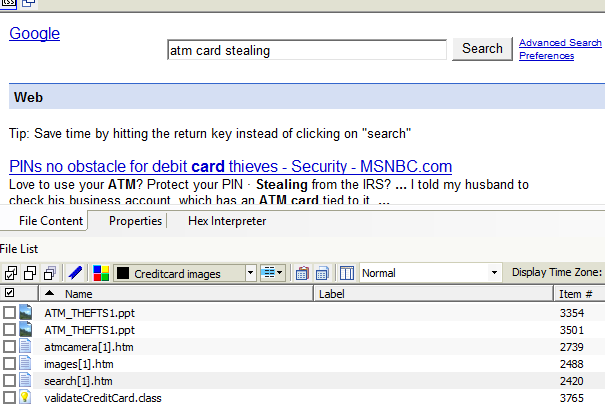 Google
atm card stealing
Search
Advanced Search
Preferences
Web
Tip: Save time by hitting the return key instead of clicking on "search"
PINs no obstacle for debit card thieves - Security - MSNBC.com
Love to use your ATM? Protect your PIN · Stealing from the IRS? ... I told my husband to
check his business account, which has an ATM card tied to it. ...
File Content Properties Hex Interpreter
File List
Creditcard images Normal Display Time Zone:
Name Label Item #
ATM_THEFTS1.ppt 3354
ATM_THEFTS1.ppt 3501
atmcamera[1].htm 2739
images[1].htm 2488
search[1].htm 2420
validateCreditCard.class 3765